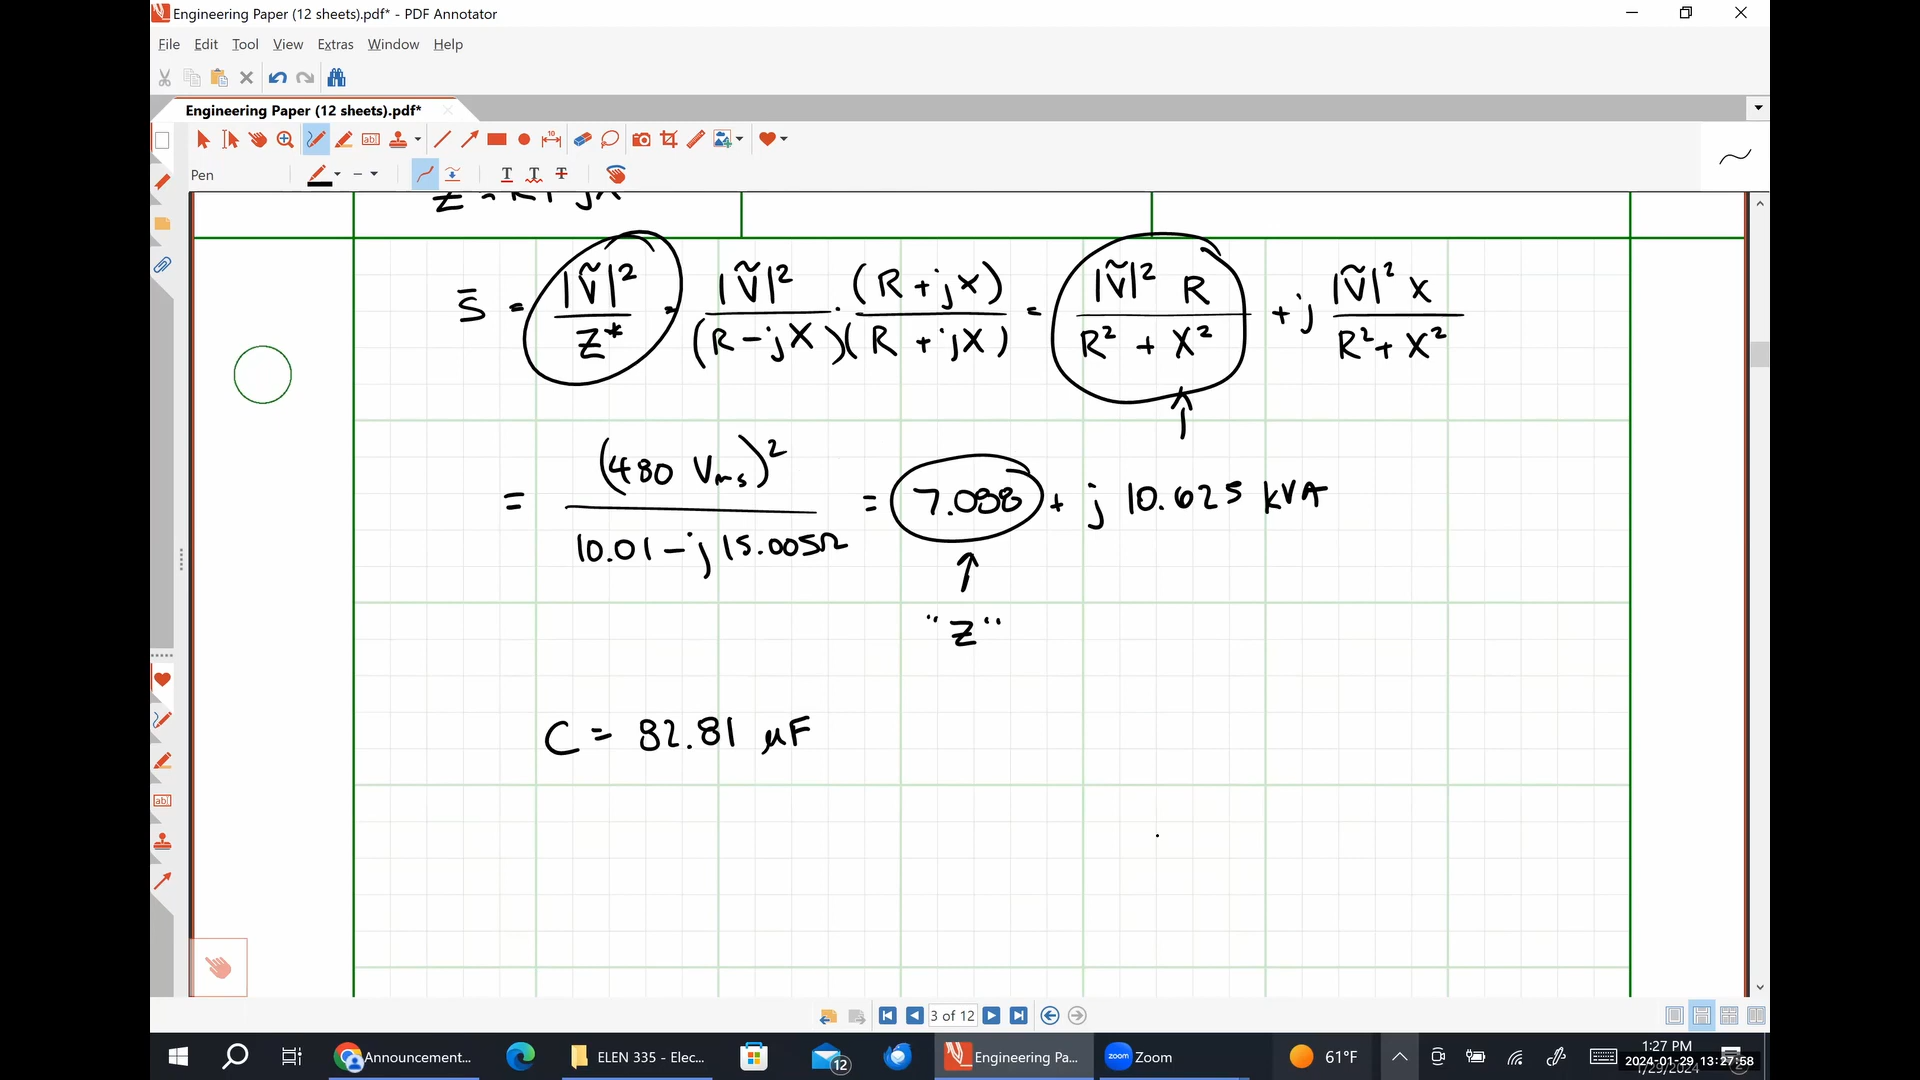 Engineering Paper (12 sheets).pdf* - PDF Annotator
File Edit Tool View Extras Window Help
Engineering Paper (12 sheets).pdf*
Pen
Z = R + jX
S̄ = |Ṽ|² / Z* = |Ṽ|² / (R - jX) · (R + jX) / (R + jX) = |Ṽ|² R / (R² + X²) + j |Ṽ|² X / (R² + X²)
= (480 Vrms)² / (10.01 - j 15.005Ω) = 7.088 + j 10.625 kVA
"Z"
C = 82.81 µF
3 of 12
Announcement... ELEN 335 - Elec... 12 Engineering Pa... zoom Zoom 61°F
1:27 PM
2024-01-29, 13:27:58